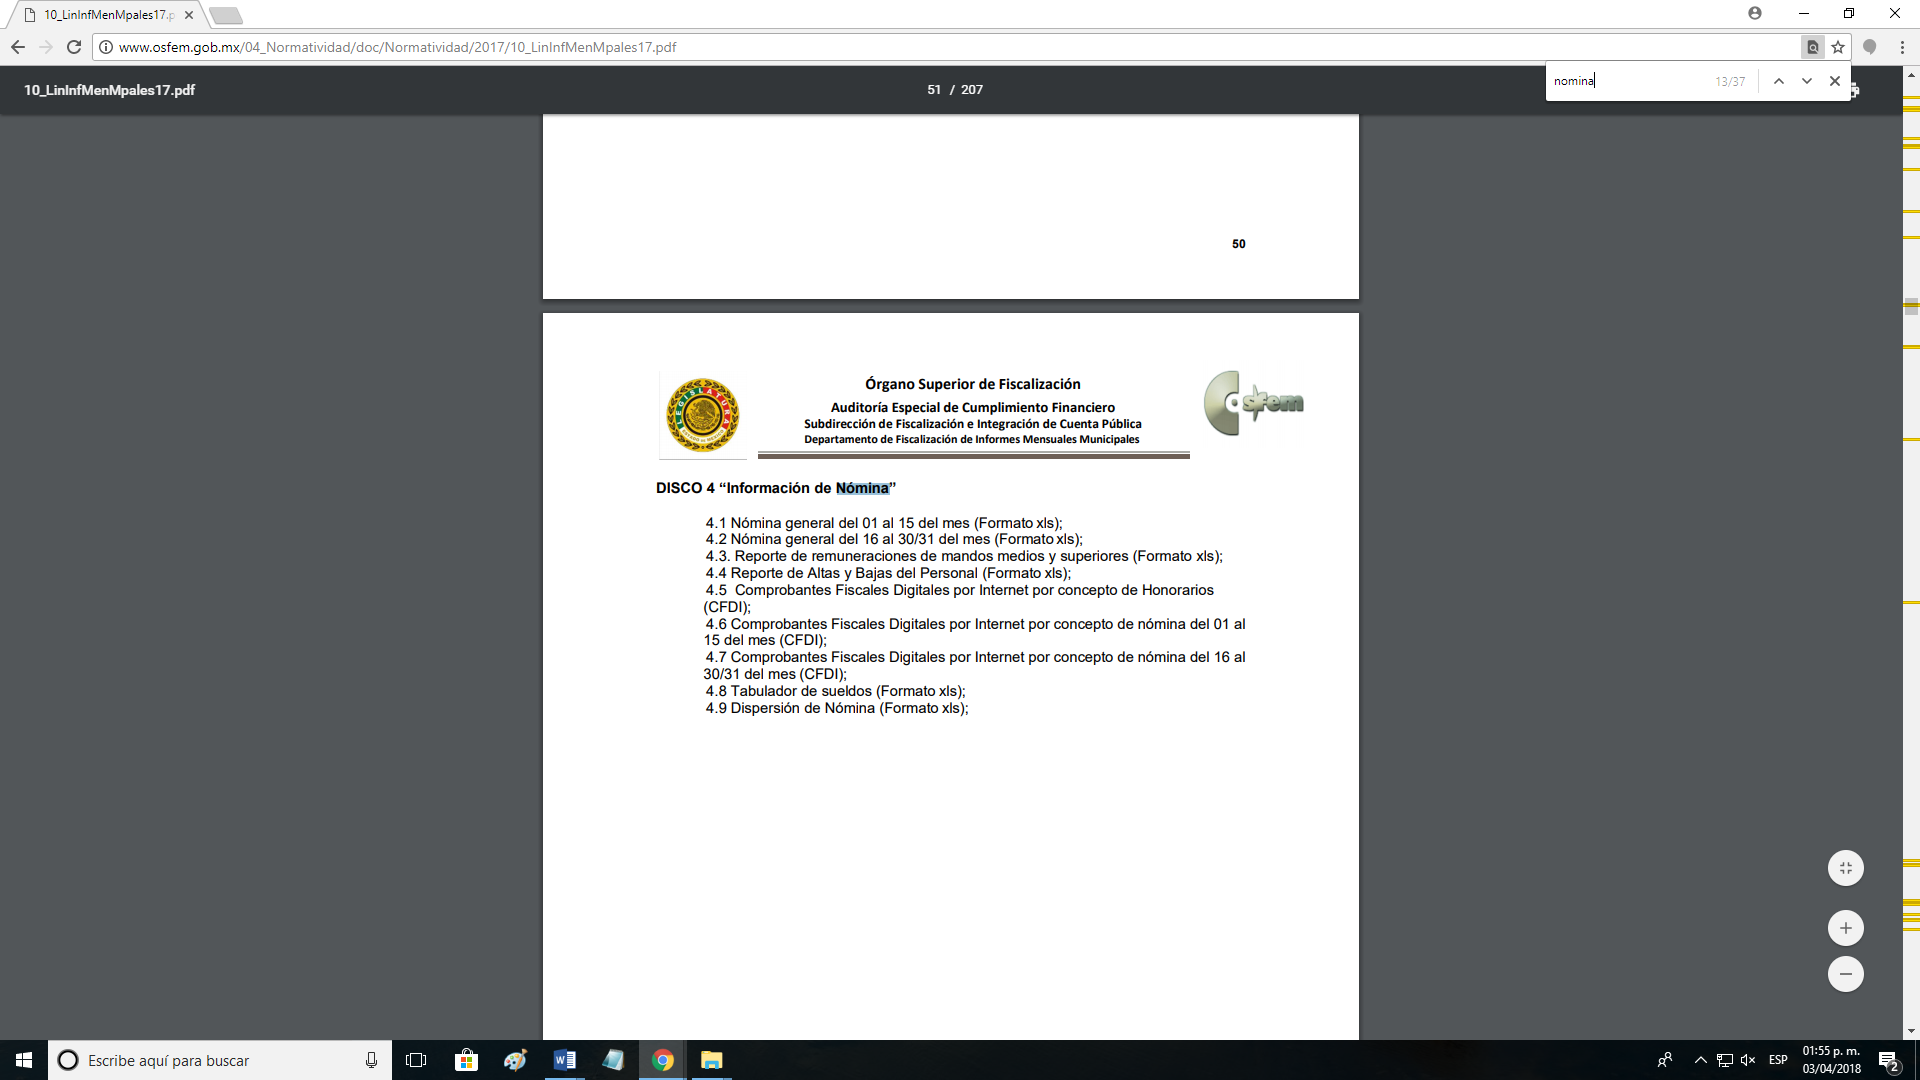 10_LinInfMenMpales17.p
www.osfem.gob.mx/04_Normatividad/doc/Normatividad/2017/10_LinInfMenMpales17.pdf
10_LinInfMenMpales17.pdf
51 / 207
nomina
13/37
50
LEGISLATURA
Órgano Superior de Fiscalización
Auditoría Especial de Cumplimiento Financiero
Subdirección de Fiscalización e Integración de Cuenta Pública
Departamento de Fiscalización de Informes Mensuales Municipales
Osfem
DISCO 4 “Información de Nómina”
4.1 Nómina general del 01 al 15 del mes (Formato xls);
4.2 Nómina general del 16 al 30/31 del mes (Formato xls);
4.3. Reporte de remuneraciones de mandos medios y superiores (Formato xls);
4.4 Reporte de Altas y Bajas del Personal (Formato xls);
4.5 Comprobantes Fiscales Digitales por Internet por concepto de Honorarios
(CFDI);
4.6 Comprobantes Fiscales Digitales por Internet por concepto de nómina del 01 al
15 del mes (CFDI);
4.7 Comprobantes Fiscales Digitales por Internet por concepto de nómina del 16 al
30/31 del mes (CFDI);
4.8 Tabulador de sueldos (Formato xls);
4.9 Dispersión de Nómina (Formato xls);
Escribe aquí para buscar
ESP
01:55 p. m.
03/04/2018
2